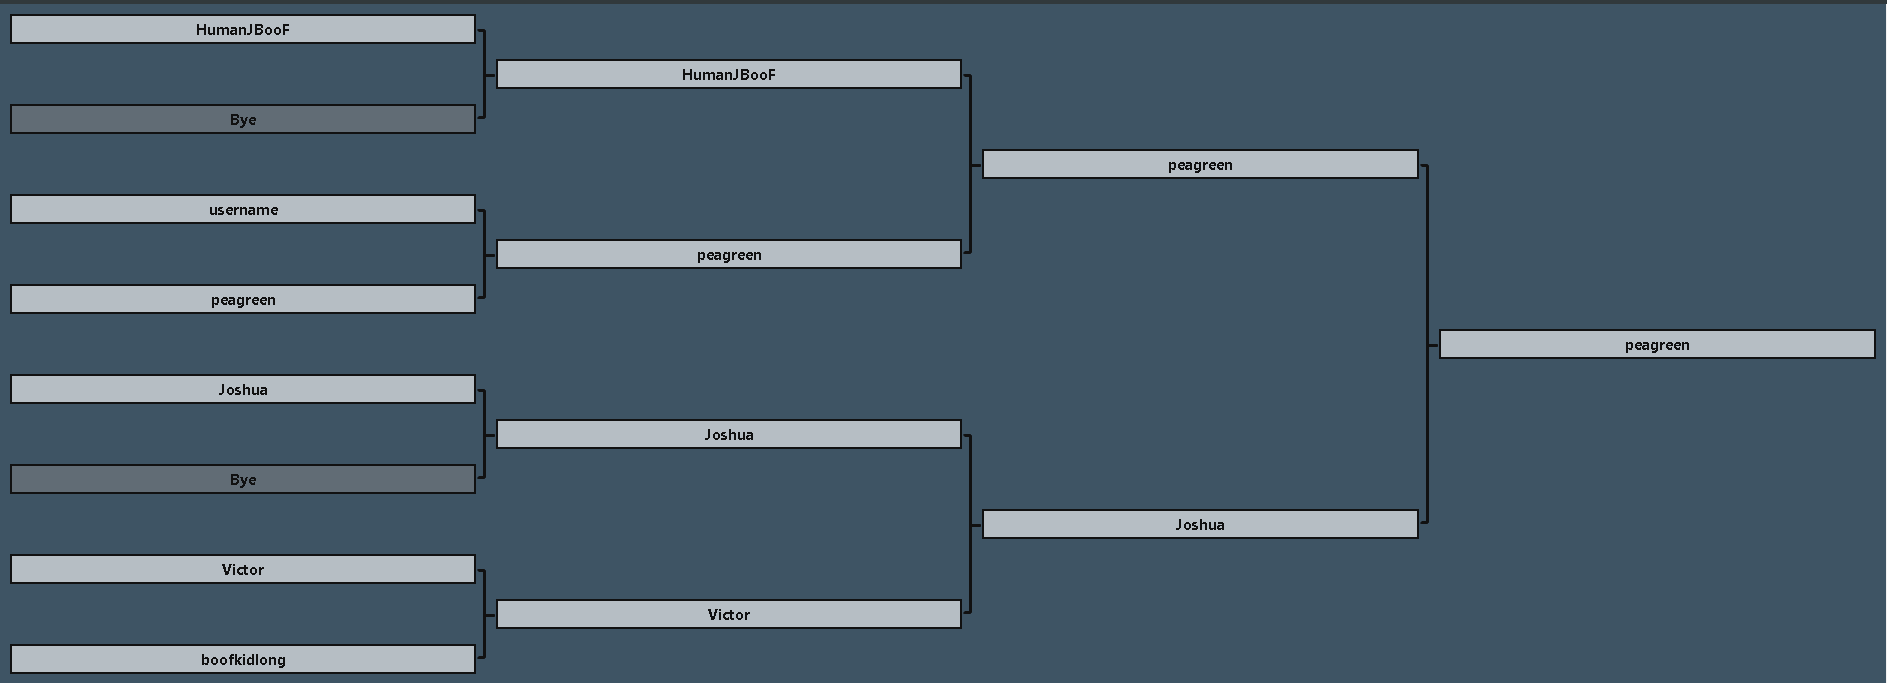 HumanJBooF
Bye
username
peagreen
Joshua
Bye
Victor
boofkidlong
HumanJBooF
peagreen
Joshua
Victor
peagreen
Joshua
peagreen